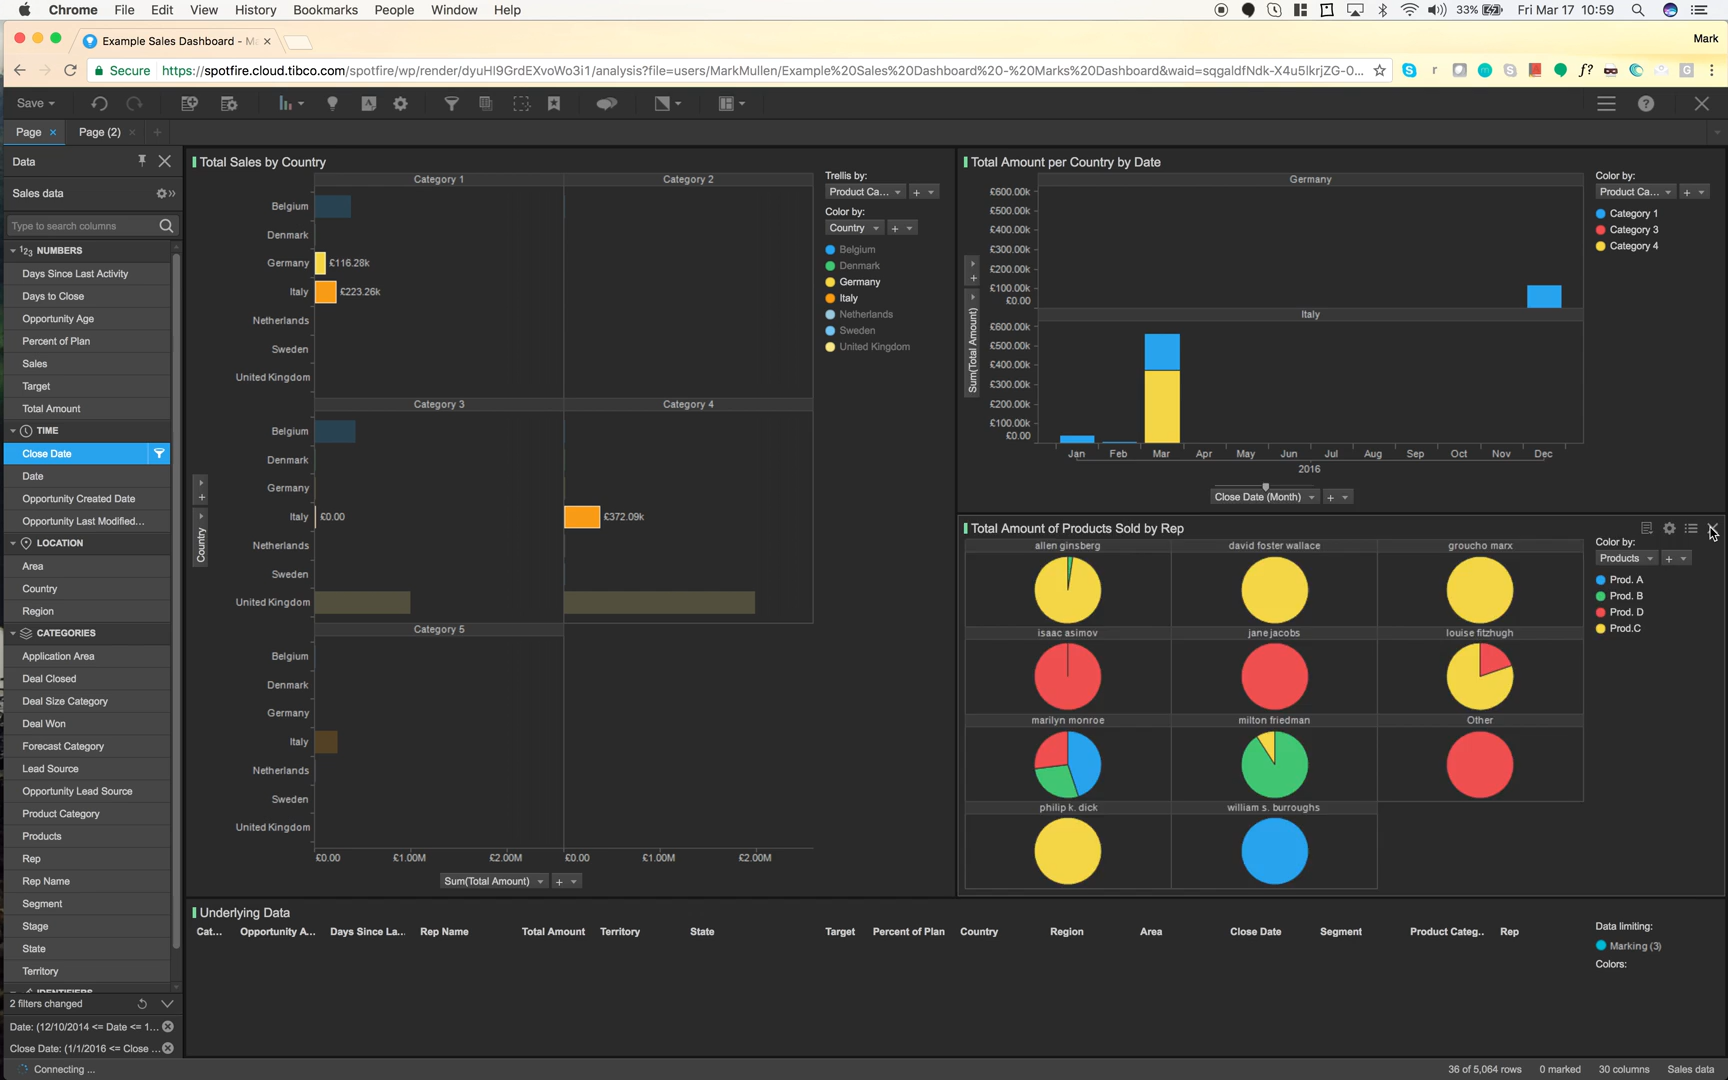 Chrome File Edit View History Bookmarks People Window Help 33% Fri Mar 17 10:59
Example Sales Dashboard - Ma Mark
Secure https://spotfire.cloud.tibco.com/spotfire/wp/render/dyuHI9GrdEXvoWo3i1/analysis?file=users/MarkMullen/Example%20Sales%20Dashboard%20-%20Marks%20Dashboard&waid=sqgaldfNdk-X4u5lkrjZG-0...
Save
Page Page (2)
Data
Sales data
Type to search columns
NUMBERS
Days Since Last Activity
Days to Close
Opportunity Age
Percent of Plan
Sales
Target
Total Amount
TIME
Close Date
Date
Opportunity Created Date
Opportunity Last Modified...
LOCATION
Area
Country
Region
CATEGORIES
Application Area
Deal Closed
Deal Size Category
Deal Won
Forecast Category
Lead Source
Opportunity Lead Source
Product Category
Products
Rep
Rep Name
Segment
Stage
State
Territory
IDENTIFIERS
2 filters changed
Date: (12/10/2014 <= Date <= 1...
Close Date: (1/1/2016 <= Close ...
Connecting ...
Total Sales by Country
Category 1 Category 2
Belgium
Denmark
Germany £116.28k
Italy £223.26k
Netherlands
Sweden
United Kingdom
Category 3 Category 4
Belgium
Denmark
Germany
Italy £0.00 £372.09k
Netherlands
Sweden
United Kingdom
Category 5
Belgium
Denmark
Germany
Italy
Netherlands
Sweden
United Kingdom
£0.00 £1.00M £2.00M £0.00 £1.00M £2.00M
Sum(Total Amount) +
Country
Trellis by:
Product Ca... +
Color by:
Country +
Belgium
Denmark
Germany
Italy
Netherlands
Sweden
United Kingdom
Total Amount per Country by Date
Germany
£600.00k
£500.00k
£400.00k
£300.00k
£200.00k
£100.00k
£0.00
Italy
£600.00k
£500.00k
£400.00k
£300.00k
£200.00k
£100.00k
£0.00
Sum(Total Amount)
Jan Feb Mar Apr May Jun Jul Aug Sep Oct Nov Dec
2016
Close Date (Month) +
Color by:
Product Ca... +
Category 1
Category 3
Category 4
Total Amount of Products Sold by Rep
allen ginsberg david foster wallace groucho marx
isaac asimov jane jacobs louise fitzhugh
marilyn monroe milton friedman Other
philip k. dick william s. burroughs
Color by:
Products +
Prod. A
Prod. B
Prod. D
Prod.C
Underlying Data
Cat... Opportunity A... Days Since La... Rep Name Total Amount Territory State Target Percent of Plan Country Region Area Close Date Segment Product Categ.. Rep
Data limiting:
Marking (3)
Colors:
36 of 5,064 rows 0 marked 30 columns Sales data